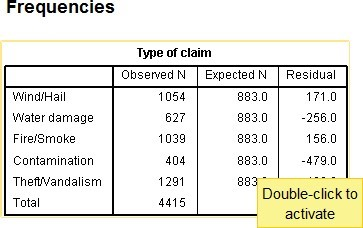 Frequencies
Type of claim
Observed N Expected N Residual
Wind/Hail 1054 883.0 171.0
Water damage 627 883.0 -256.0
Fire/Smoke 1039 883.0 156.0
Contamination 404 883.0 -479.0
Theft/Vandalism 1291 883
Total 4415
Double-click to
activate